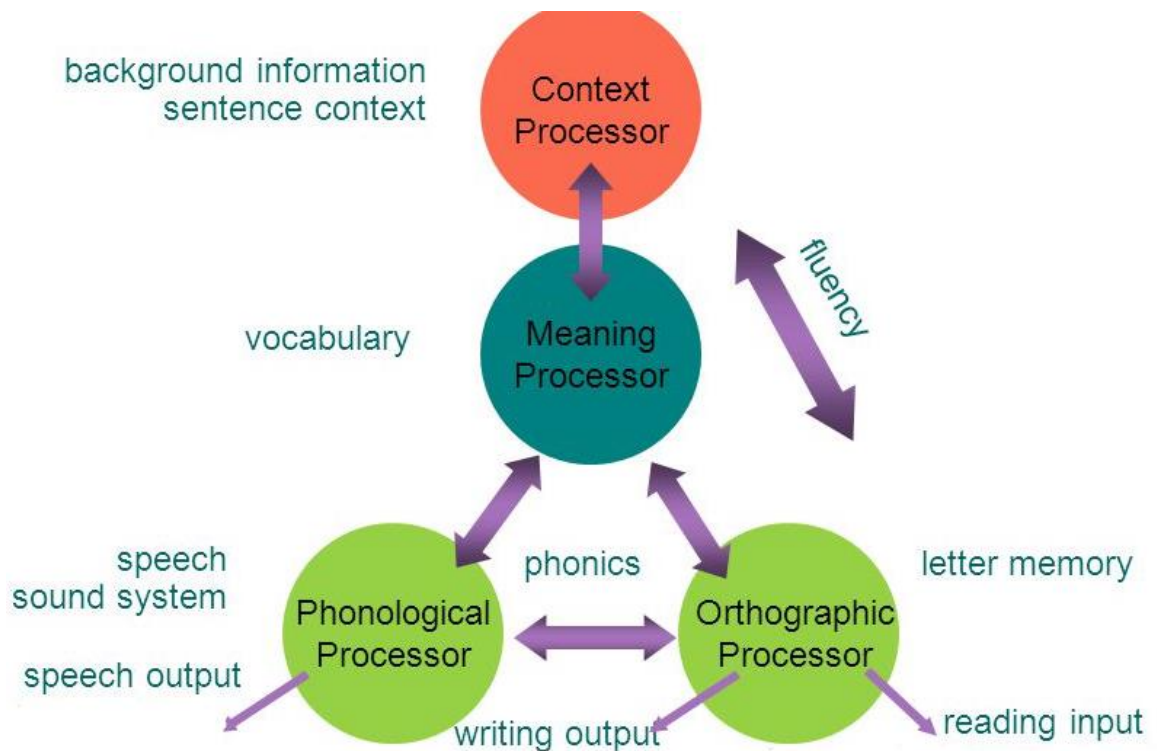 background information
sentence context
Context
Processor
fluency
vocabulary
Meaning
Processor
speech
sound system
phonics
letter memory
Phonological
Processor
Orthographic
Processor
speech output
writing output
reading input